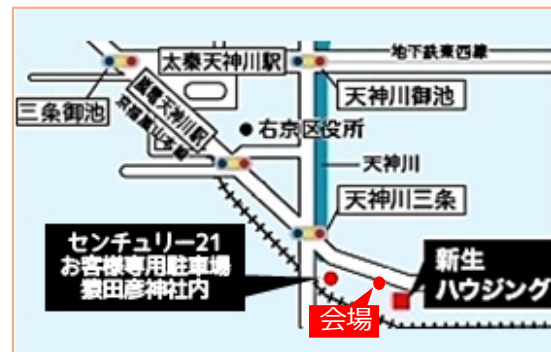 地下鉄東西線
太秦天神川駅
三条御池
天神川御池
嵐電天神川駅
京福嵐山本線
右京区役所
天神川
天神川三条
センチュリー21
お客様専用駐車場
猿田彦神社内
会場
新生
ハウジング